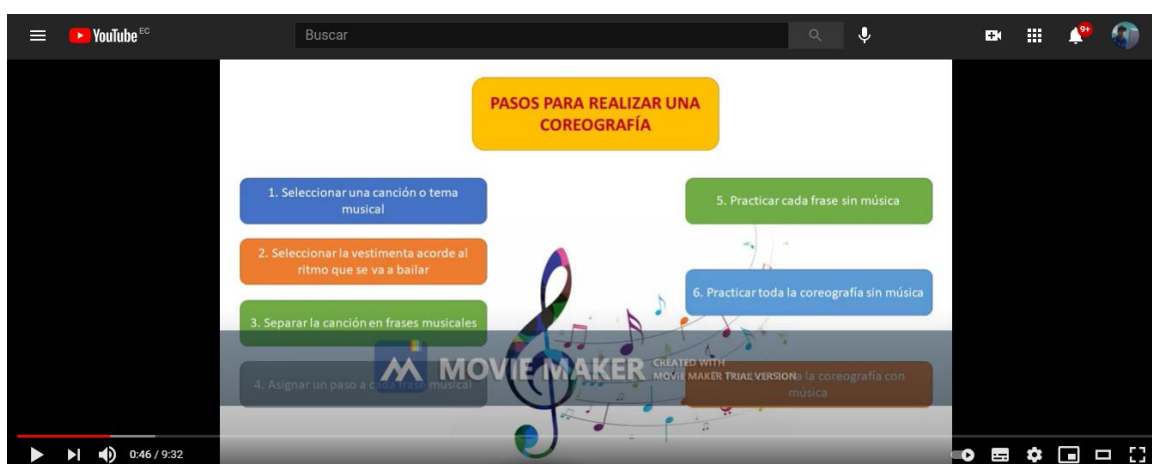 YouTube EC
Buscar
9+
PASOS PARA REALIZAR UNA
COREOGRAFÍA
1. Seleccionar una canción o tema
musical
2. Seleccionar la vestimenta acorde al
ritmo que se va a bailar
3. Separar la canción en frases musicales
4. Asignar un paso a cada frase musical
5. Practicar cada frase sin música
6. Practicar toda la coreografía sin música
a la coreografía con
música
MOVIE MAKER
CREATED WITH
MOVIE MAKER TRIAL VERSION
0:46 / 9:32